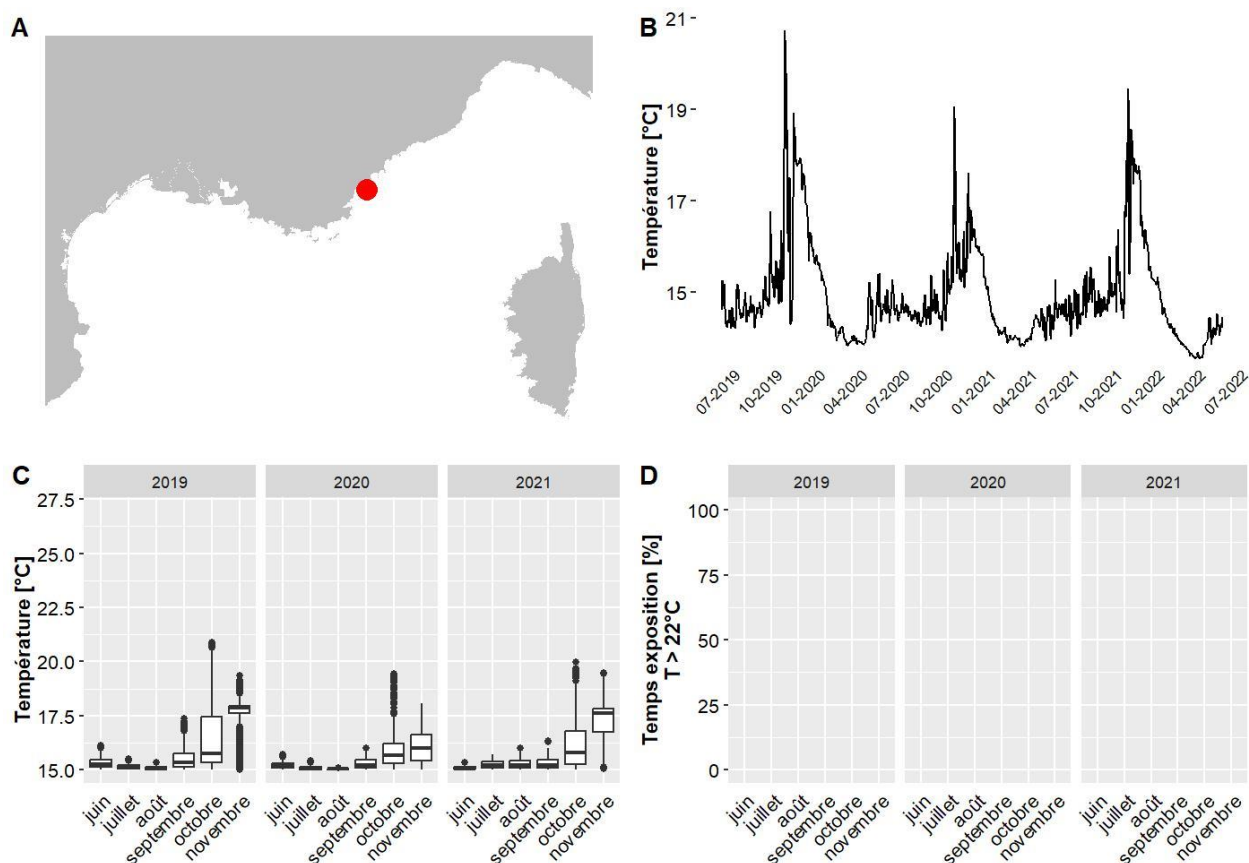 A
B
Température [°C]
21
19
17
15
07-2019
10-2019
01-2020
04-2020
07-2020
10-2020
01-2021
04-2021
07-2021
10-2021
01-2022
04-2022
07-2022
C
2019
2020
2021
Température [°C]
27.5
25.0
22.5
20.0
17.5
15.0
juin
juillet
août
septembre
octobre
novembre
juin
juillet
août
septembre
octobre
novembre
juin
juillet
août
septembre
octobre
novembre
D
2019
2020
2021
Temps exposition [%]
T > 22°C
100
75
50
25
0
juin
juillet
août
septembre
octobre
novembre
juin
juillet
août
septembre
octobre
novembre
juin
juillet
août
septembre
octobre
novembre